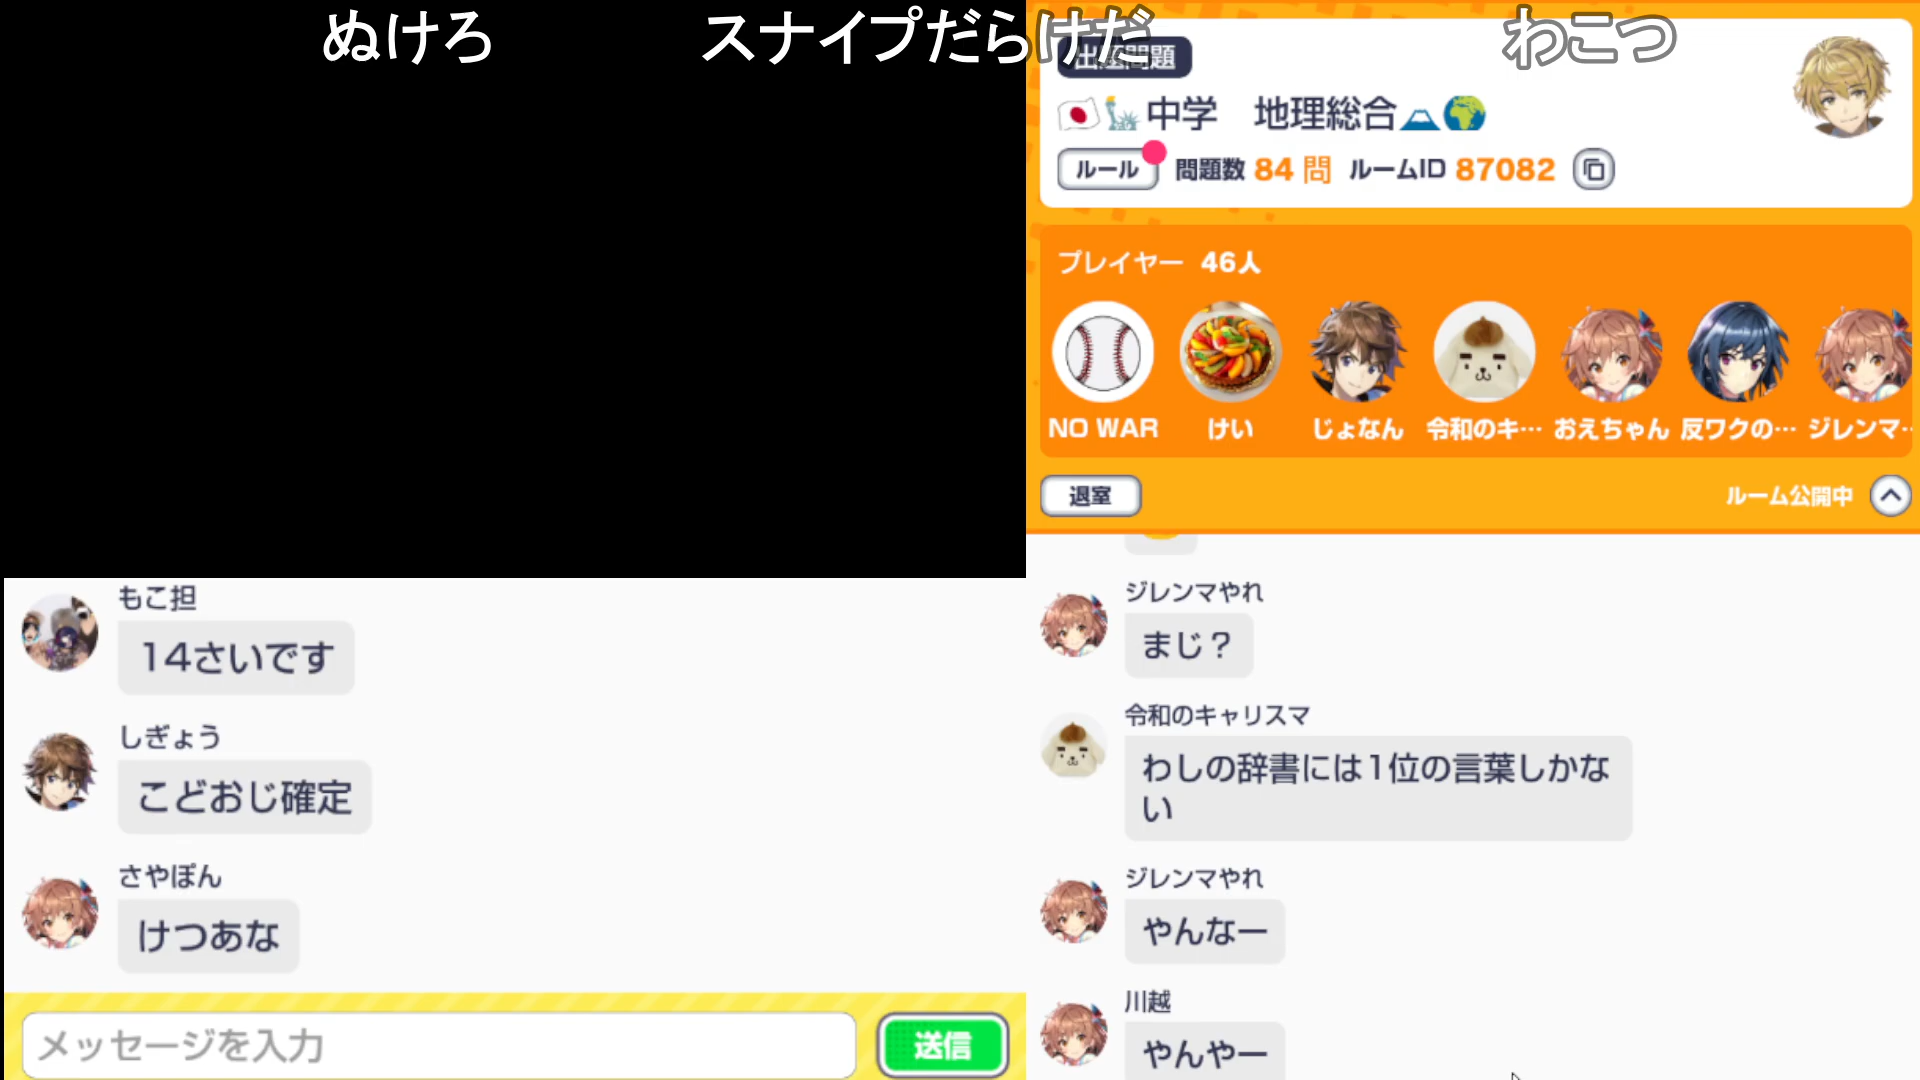 ぬけろ
スナイプだらけだ
わこつ
出題問題
中学 地理総合
ルール 問題数 84 問 ルームID 87082
プレイヤー 46人
NO WAR けい じょなん 令和のキ… おえちゃん 反ワクの… ジレンマ…
退室 ルーム公開中
もこ担
14さいです
しぎょう
こどおじ確定
さやぽん
けつあな
メッセージを入力 送信
ジレンマやれ
まじ？
令和のキャリスマ
わしの辞書には1位の言葉しかな
い
ジレンマやれ
やんなー
川越
やんやー